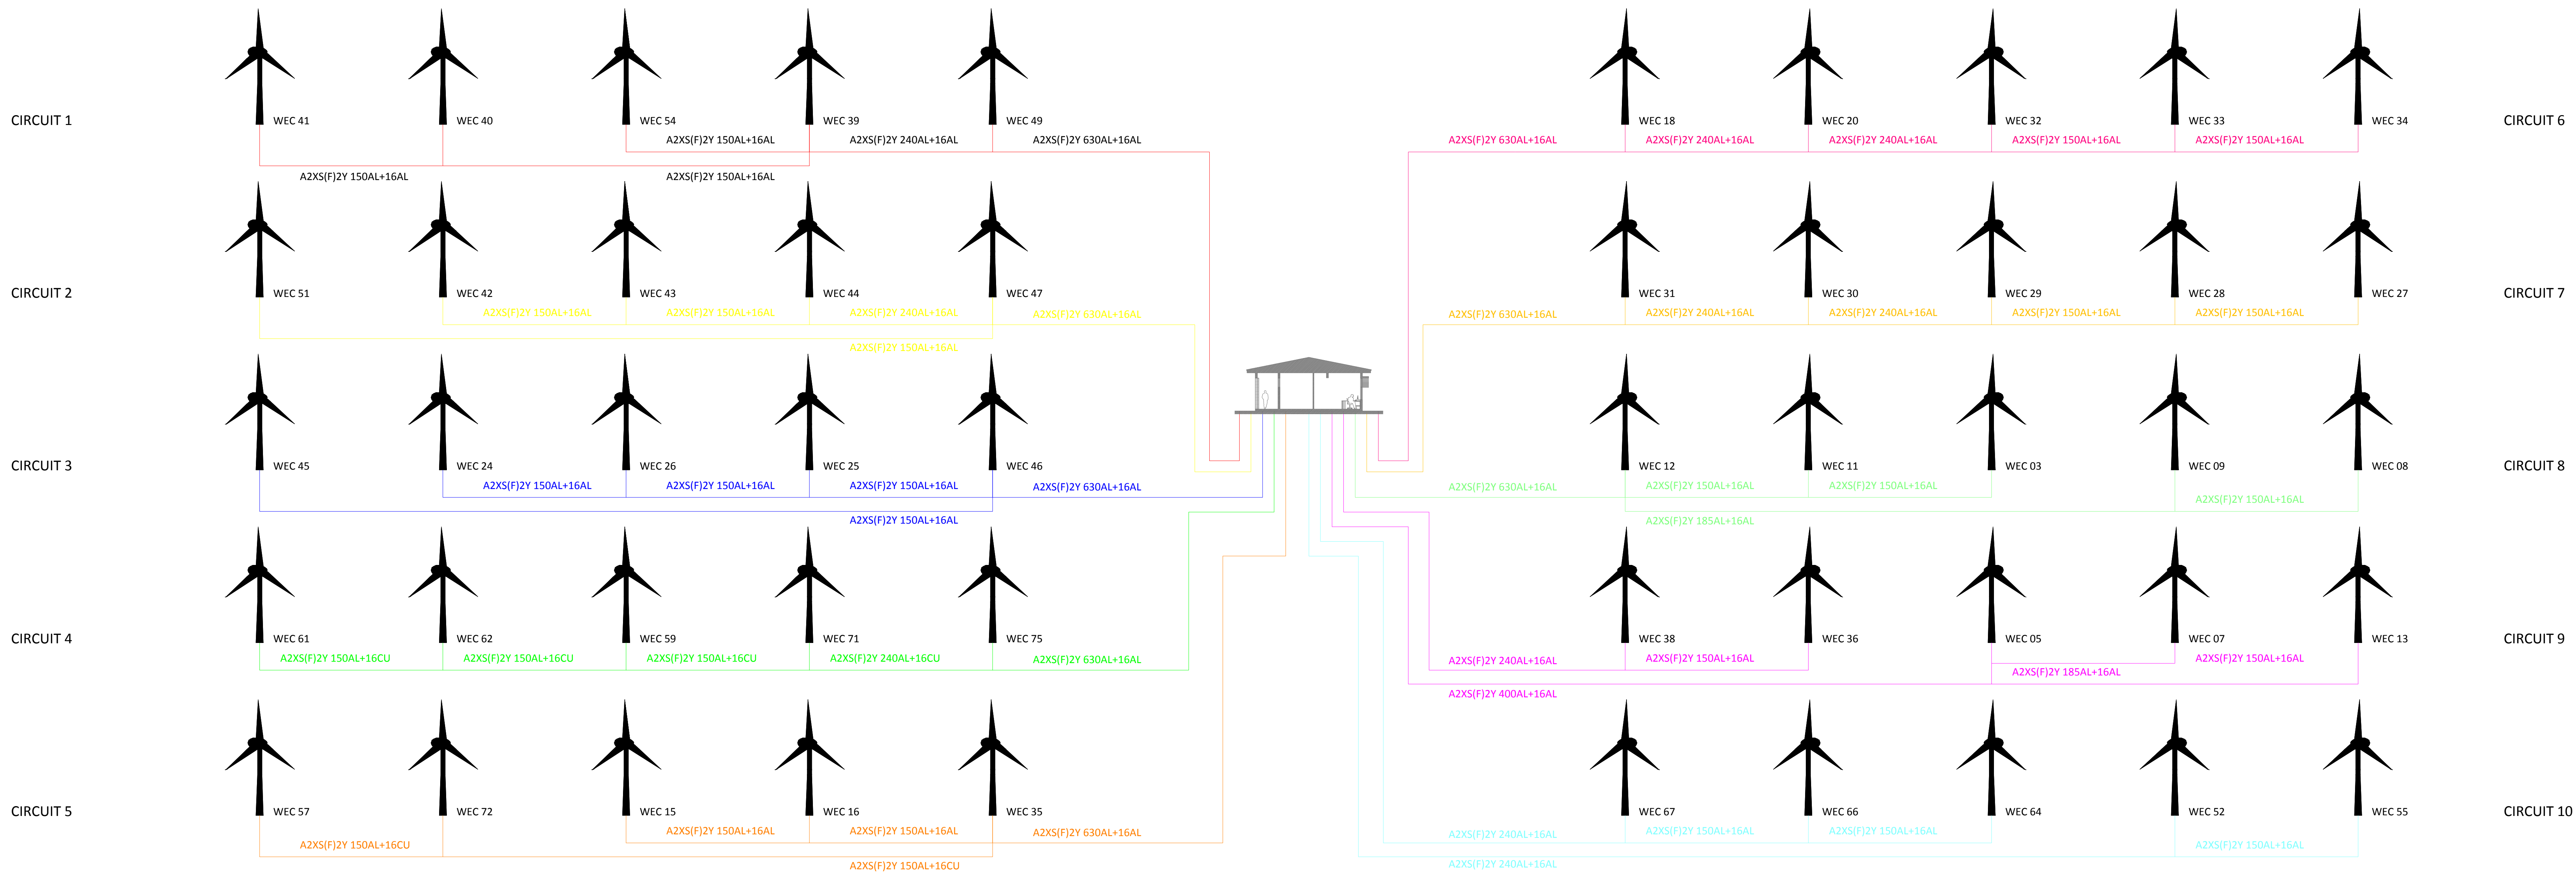 CIRCUIT 1
WEC 41
WEC 40
WEC 54
WEC 39
WEC 49
A2XS(F)2Y 150AL+16AL
A2XS(F)2Y 240AL+16AL
A2XS(F)2Y 630AL+16AL
A2XS(F)2Y 150AL+16AL
A2XS(F)2Y 150AL+16AL
CIRCUIT 2
WEC 51
WEC 42
WEC 43
WEC 44
WEC 47
A2XS(F)2Y 150AL+16AL
A2XS(F)2Y 150AL+16AL
A2XS(F)2Y 240AL+16AL
A2XS(F)2Y 630AL+16AL
A2XS(F)2Y 150AL+16AL
CIRCUIT 3
WEC 45
WEC 24
WEC 26
WEC 25
WEC 46
A2XS(F)2Y 150AL+16AL
A2XS(F)2Y 150AL+16AL
A2XS(F)2Y 150AL+16AL
A2XS(F)2Y 630AL+16AL
A2XS(F)2Y 150AL+16AL
CIRCUIT 4
WEC 61
WEC 62
WEC 59
WEC 71
WEC 75
A2XS(F)2Y 150AL+16CU
A2XS(F)2Y 150AL+16CU
A2XS(F)2Y 150AL+16CU
A2XS(F)2Y 240AL+16CU
A2XS(F)2Y 630AL+16AL
CIRCUIT 5
WEC 57
WEC 72
WEC 15
WEC 16
WEC 35
A2XS(F)2Y 150AL+16AL
A2XS(F)2Y 150AL+16AL
A2XS(F)2Y 630AL+16AL
A2XS(F)2Y 150AL+16CU
A2XS(F)2Y 150AL+16CU
WEC 18
WEC 20
WEC 32
WEC 33
WEC 34
CIRCUIT 6
A2XS(F)2Y 630AL+16AL
A2XS(F)2Y 240AL+16AL
A2XS(F)2Y 240AL+16AL
A2XS(F)2Y 150AL+16AL
A2XS(F)2Y 150AL+16AL
WEC 31
WEC 30
WEC 29
WEC 28
WEC 27
CIRCUIT 7
A2XS(F)2Y 630AL+16AL
A2XS(F)2Y 240AL+16AL
A2XS(F)2Y 240AL+16AL
A2XS(F)2Y 150AL+16AL
A2XS(F)2Y 150AL+16AL
WEC 12
WEC 11
WEC 03
WEC 09
WEC 08
CIRCUIT 8
A2XS(F)2Y 630AL+16AL
A2XS(F)2Y 150AL+16AL
A2XS(F)2Y 150AL+16AL
A2XS(F)2Y 150AL+16AL
A2XS(F)2Y 185AL+16AL
WEC 38
WEC 36
WEC 05
WEC 07
WEC 13
CIRCUIT 9
A2XS(F)2Y 240AL+16AL
A2XS(F)2Y 150AL+16AL
A2XS(F)2Y 150AL+16AL
A2XS(F)2Y 185AL+16AL
A2XS(F)2Y 400AL+16AL
WEC 67
WEC 66
WEC 64
WEC 52
WEC 55
CIRCUIT 10
A2XS(F)2Y 240AL+16AL
A2XS(F)2Y 150AL+16AL
A2XS(F)2Y 150AL+16AL
A2XS(F)2Y 150AL+16AL
A2XS(F)2Y 240AL+16AL